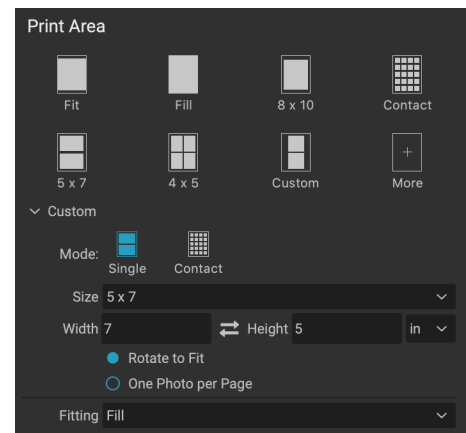 Print Area
Fit Fill 8 x 10 Contact
5 x 7 4 x 5 Custom More
Custom
Mode:
Single Contact
Size 5 x 7
Width 7 Height 5 in
Rotate to Fit
One Photo per Page
Fitting Fill